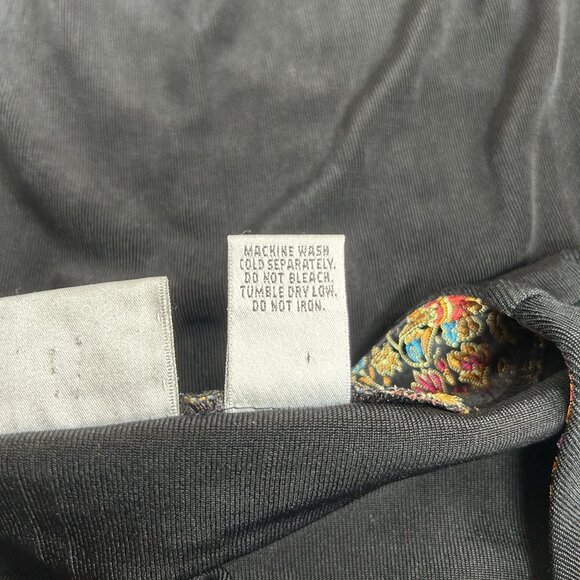 MACHINE WASH
COLD SEPARATELY.
DO NOT BLEACH.
TUMBLE DRY LOW.
DO NOT IRON.